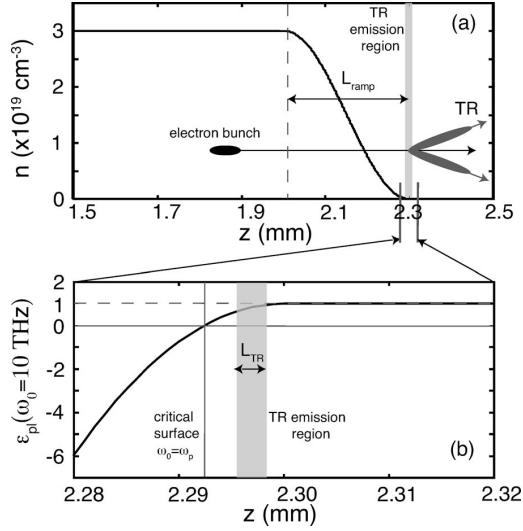 (a)
TR
emission
region
n (x10¹⁹ cm⁻³)
3
2
1
0
L_ramp
TR
electron bunch
1.5
1.7
1.9
2.1
2.3
2.5
z (mm)
ε_pl(ω₀=10 THz)
2
1
0
-2
-4
-6
L_TR
critical
surface
ω₀=ω_p
TR emission
region
(b)
2.28
2.29
2.30
2.31
2.32
z (mm)